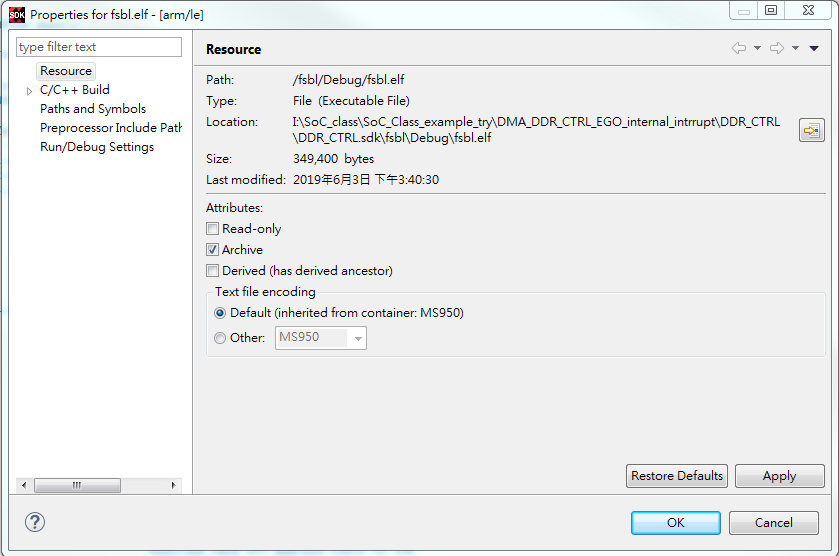 SDK Properties for fsbl.elf - [arm/le]
type filter text
Resource
C/C++ Build
Paths and Symbols
Preprocessor Include Path
Run/Debug Settings
Resource
Path: /fsbl/Debug/fsbl.elf
Type: File (Executable File)
Location: I:\SoC_class\SoC_Class_example_try\DMA_DDR_CTRL_EGO_internal_intrrupt\DDR_CTRL
\DDR_CTRL.sdk\fsbl\Debug\fsbl.elf
Size: 349,400 bytes
Last modified: 2019年6月3日 下午3:40:30
Attributes:
Read-only
Archive
Derived (has derived ancestor)
Text file encoding
Default (inherited from container: MS950)
Other: MS950
Restore Defaults Apply
? OK Cancel